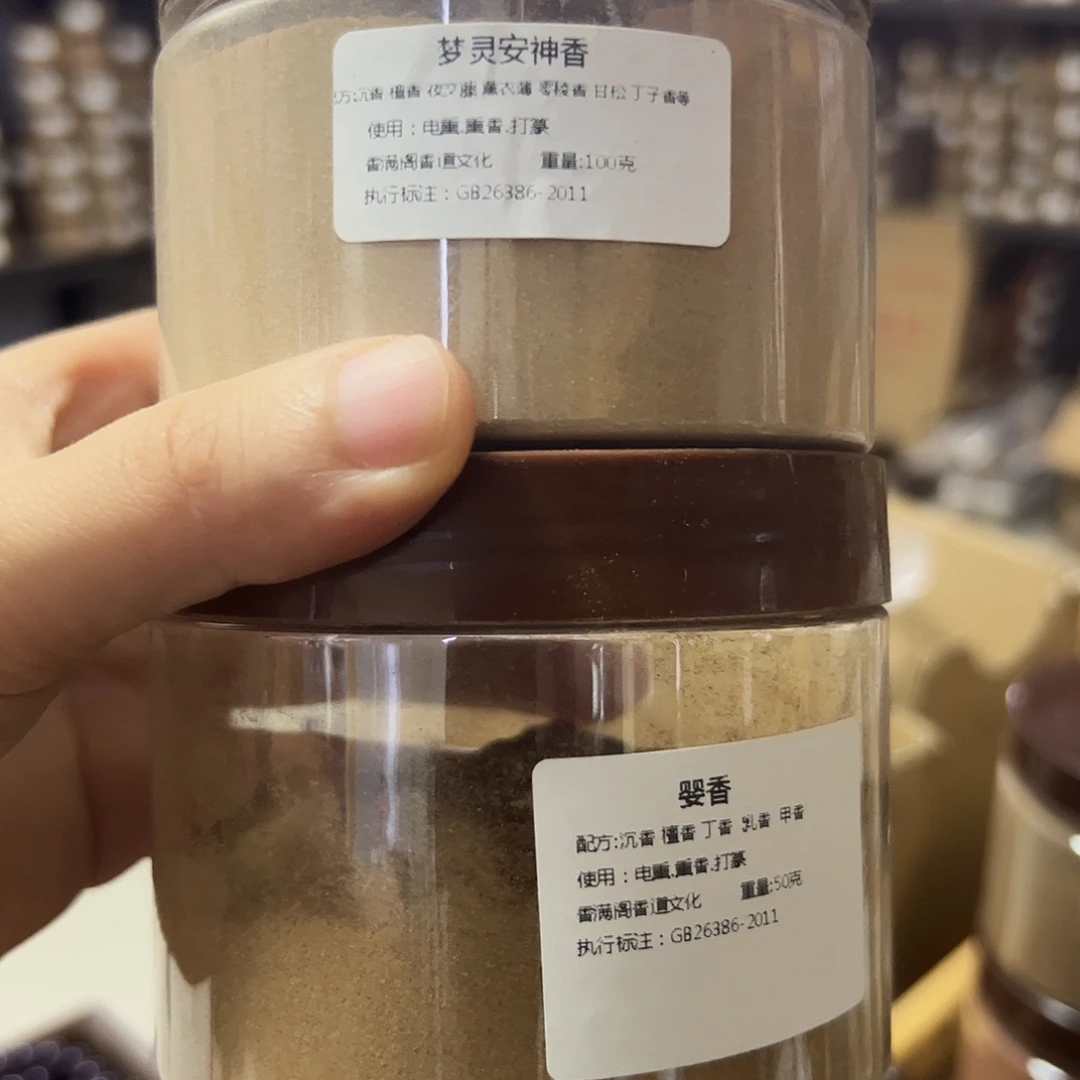 梦灵安神香
配方:沉香 檀香 夜交藤 薰衣薄 零陵香 甘松 丁子香等
使用：电熏.熏香.打篆
香满阁香道文化 重量:100克
执行标注：GB26386-2011
婴香
配方:沉香 檀香 丁香 乳香 甲香
使用：电熏.熏香.打篆
香满阁香道文化 重量:50克
执行标注：GB26386-2011